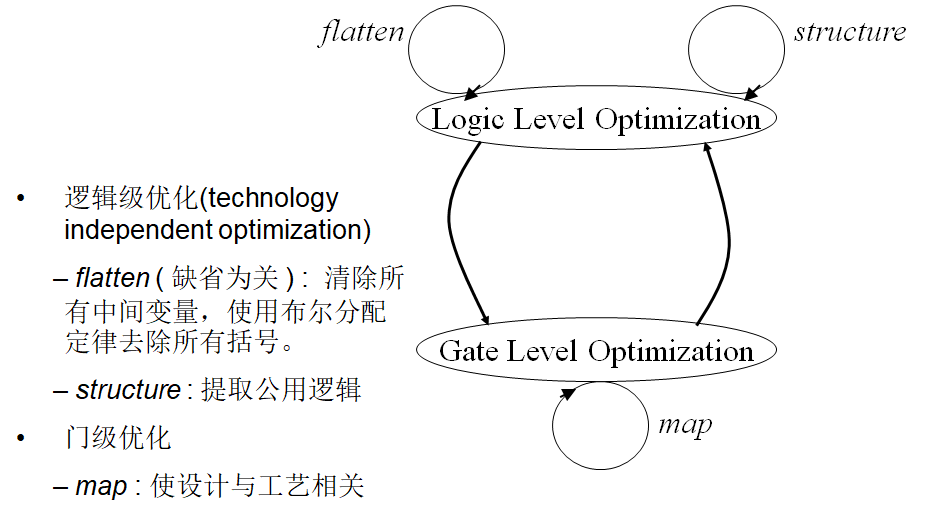 flatten
structure
Logic Level Optimization
• 逻辑级优化(technology
independent optimization)
– flatten ( 缺省为关 ) : 清除所
有中间变量，使用布尔分配
定律去除所有括号。
– structure : 提取公用逻辑
• 门级优化
– map : 使设计与工艺相关
Gate Level Optimization
map